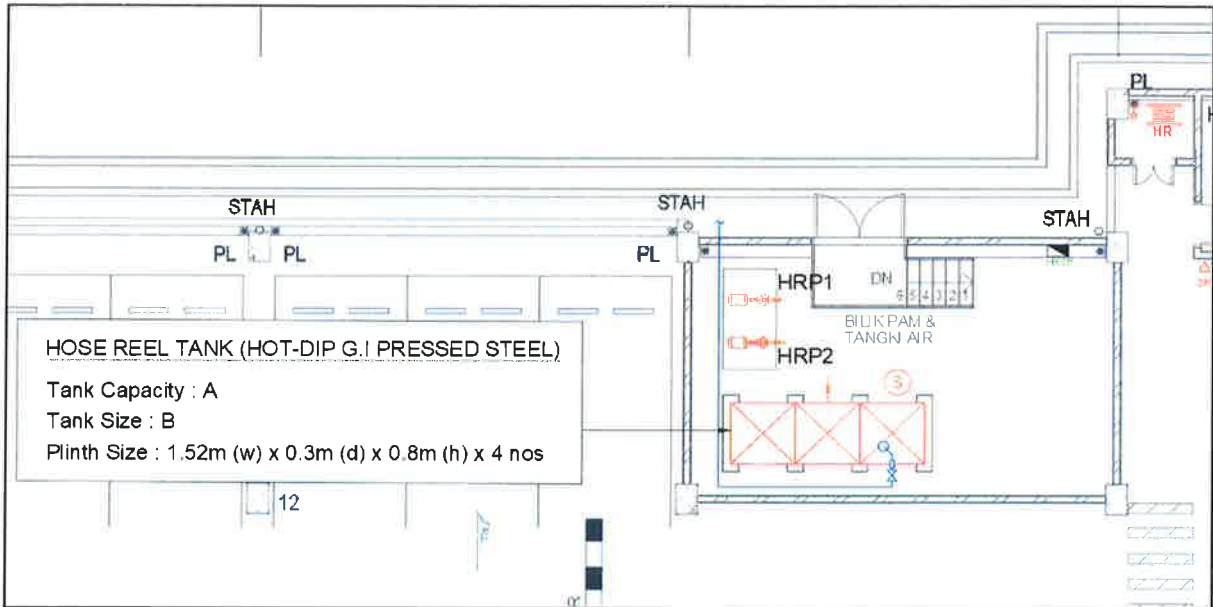 PL
HR
STAH
STAH
STAH
PL
PL
PL
HRP1
DN
6 5 4 3 2 1
BILIK PAM &
TANGKI AIR
HRP2
S
HOSE REEL TANK (HOT-DIP G.I PRESSED STEEL)
Tank Capacity : A
Tank Size : B
Plinth Size : 1.52m (w) x 0.3m (d) x 0.8m (h) x 4 nos
12